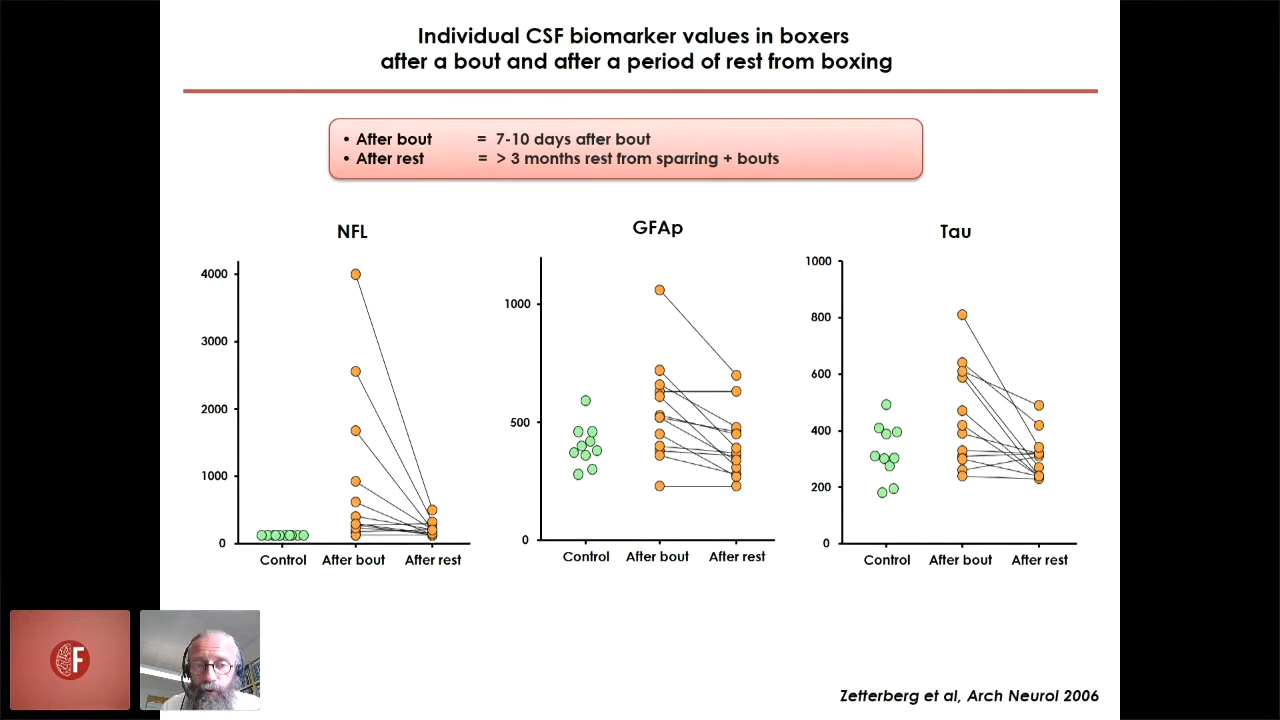 Individual CSF biomarker values in boxers
after a bout and after a period of rest from boxing
• After bout = 7-10 days after bout
• After rest = > 3 months rest from sparring + bouts
NFL
4000
3000
2000
1000
0
Control After bout After rest
GFAp
1000
500
0
Control After bout After rest
Tau
1000
800
600
400
200
0
Control After bout After rest
F
Zetterberg et al, Arch Neurol 2006